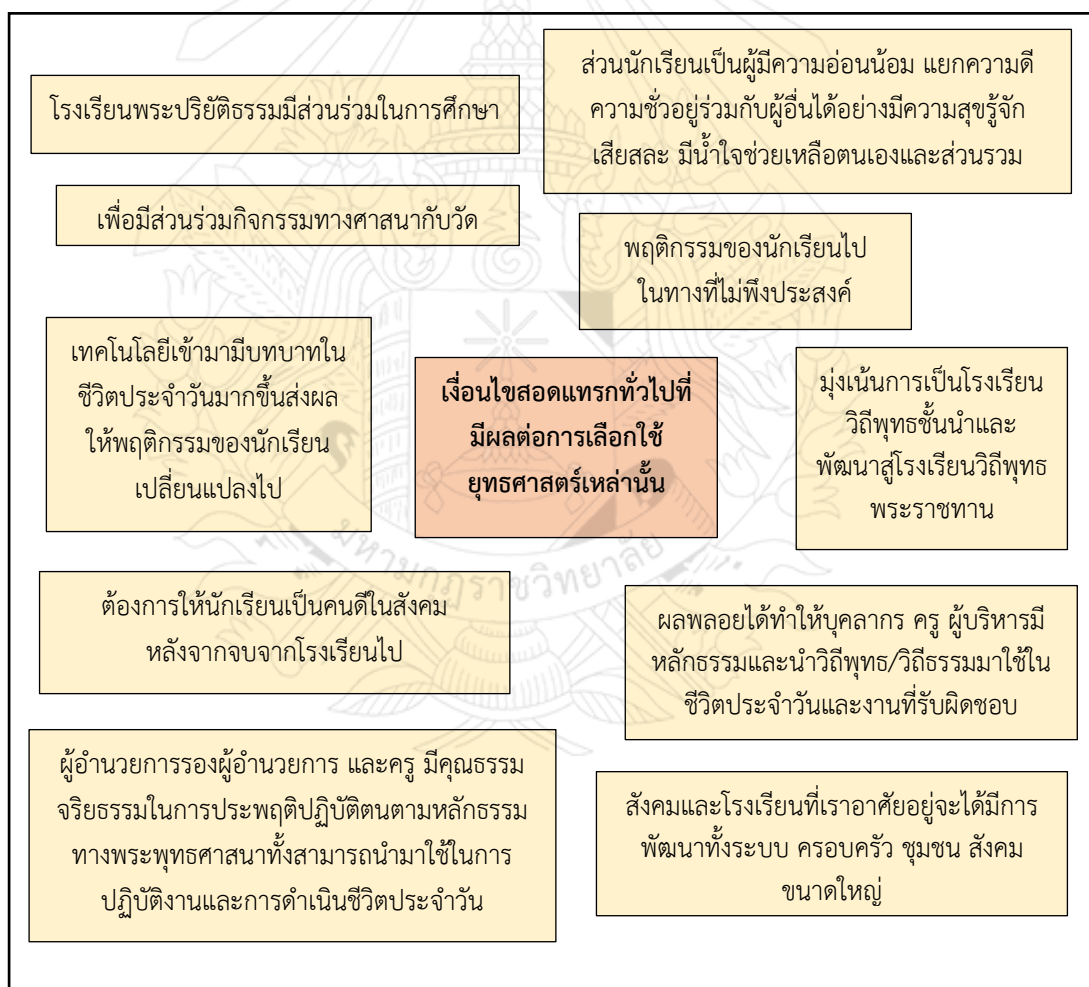 โรงเรียนพระปริยัติธรรมมีส่วนร่วมในการศึกษา
ส่วนนักเรียนเป็นผู้มีความอ่อนน้อม แยกความดี
ความชั่วอยู่ร่วมกับผู้อื่นได้อย่างมีความสุขรู้จัก
เสียสละ มีน้ำใจช่วยเหลือตนเองและส่วนรวม
เพื่อมีส่วนร่วมกิจกรรมทางศาสนากับวัด
พฤติกรรมของนักเรียนไป
ในทางที่ไม่พึงประสงค์
เทคโนโลยีเข้ามามีบทบาทใน
ชีวิตประจำวันมากขึ้นส่งผล
ให้พฤติกรรมของนักเรียน
เปลี่ยนแปลงไป
เงื่อนไขสอดแทรกทั่วไปที่
มีผลต่อการเลือกใช้
ยุทธศาสตร์เหล่านั้น
มุ่งเน้นการเป็นโรงเรียน
วิถีพุทธชั้นนำและ
พัฒนาสู่โรงเรียนวิถีพุทธ
พระราชทาน
มหามกุฏราชวิทยาลัย
ต้องการให้นักเรียนเป็นคนดีในสังคม
หลังจากจบจากโรงเรียนไป
ผลพลอยได้ทำให้บุคลากร ครู ผู้บริหารมี
หลักธรรมและนำวิถีพุทธ/วิถีธรรมมาใช้ใน
ชีวิตประจำวันและงานที่รับผิดชอบ
ผู้อำนวยการรองผู้อำนวยการ และครู มีคุณธรรม
จริยธรรมในการประพฤติปฏิบัติตนตามหลักธรรม
ทางพระพุทธศาสนาทั้งสามารถนำมาใช้ในการ
ปฏิบัติงานและการดำเนินชีวิตประจำวัน
สังคมและโรงเรียนที่เราอาศัยอยู่จะได้มีการ
พัฒนาทั้งระบบ ครอบครัว ชุมชน สังคม
ขนาดใหญ่